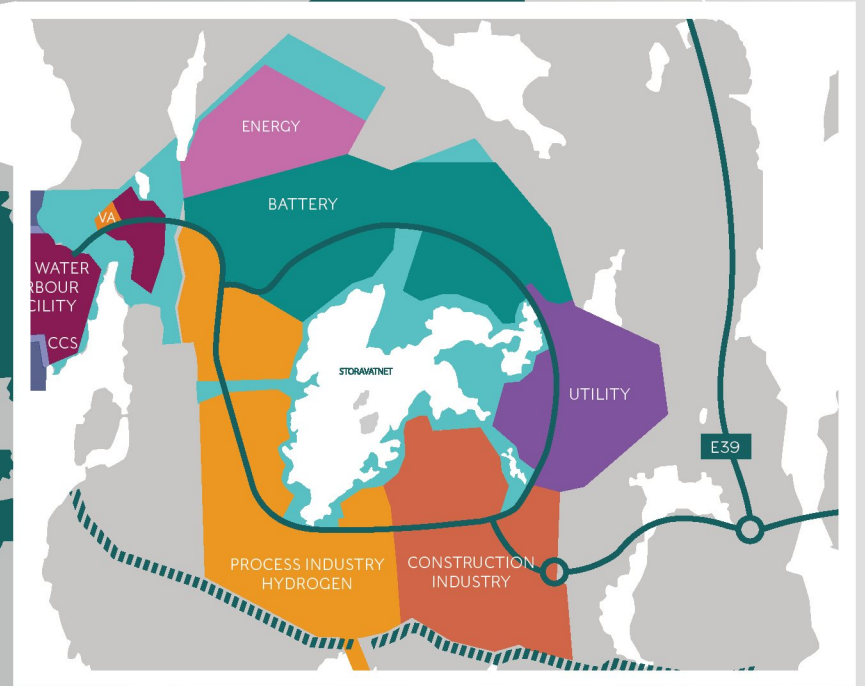 ENERGY
BATTERY
VA
WATER
RBOUR
CILITY
CCS
STORAVATNET
UTILITY
E39
PROCESS INDUSTRY
HYDROGEN
CONSTRUCTION
INDUSTRY